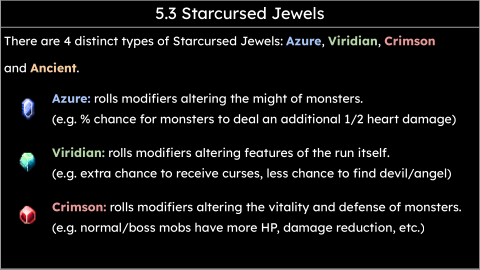 5.3 Starcursed Jewels
There are 4 distinct types of Starcursed Jewels: Azure, Viridian, Crimson
and Ancient.
Azure: rolls modifiers altering the might of monsters.
(e.g. % chance for monsters to deal an additional 1/2 heart damage)
Viridian: rolls modifiers altering features of the run itself.
(e.g. extra chance to receive curses, less chance to find devil/angel)
Crimson: rolls modifiers altering the vitality and defense of monsters.
(e.g. normal/boss mobs have more HP, damage reduction, etc.)